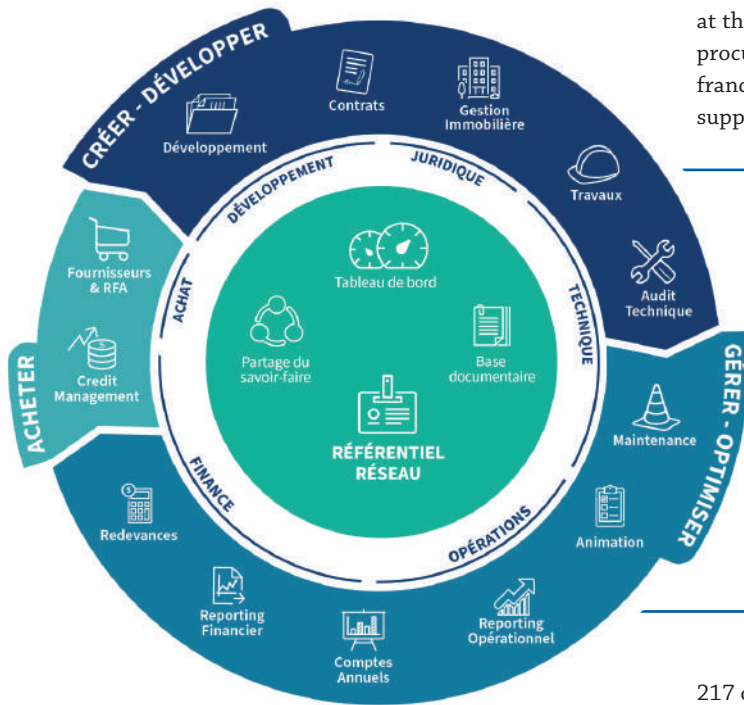 at th
procu
franc
supp
CRÉER - DÉVELOPPER
Développement
Contrats
Gestion
Immobilière
Travaux
Audit
Technique
ACHETER
Fournisseurs
& RFA
Credit
Management
GÉRER - OPTIMISER
Maintenance
Animation
Reporting
Opérationnel
Comptes
Annuels
Reporting
Financier
Redevances
DÉVELOPPEMENT
JURIDIQUE
TECHNIQUE
OPÉRATIONS
FINANCE
ACHAT
Tableau de bord
Partage du
savoir-faire
Base
documentaire
RÉFÉRENTIEL
RÉSEAU
217